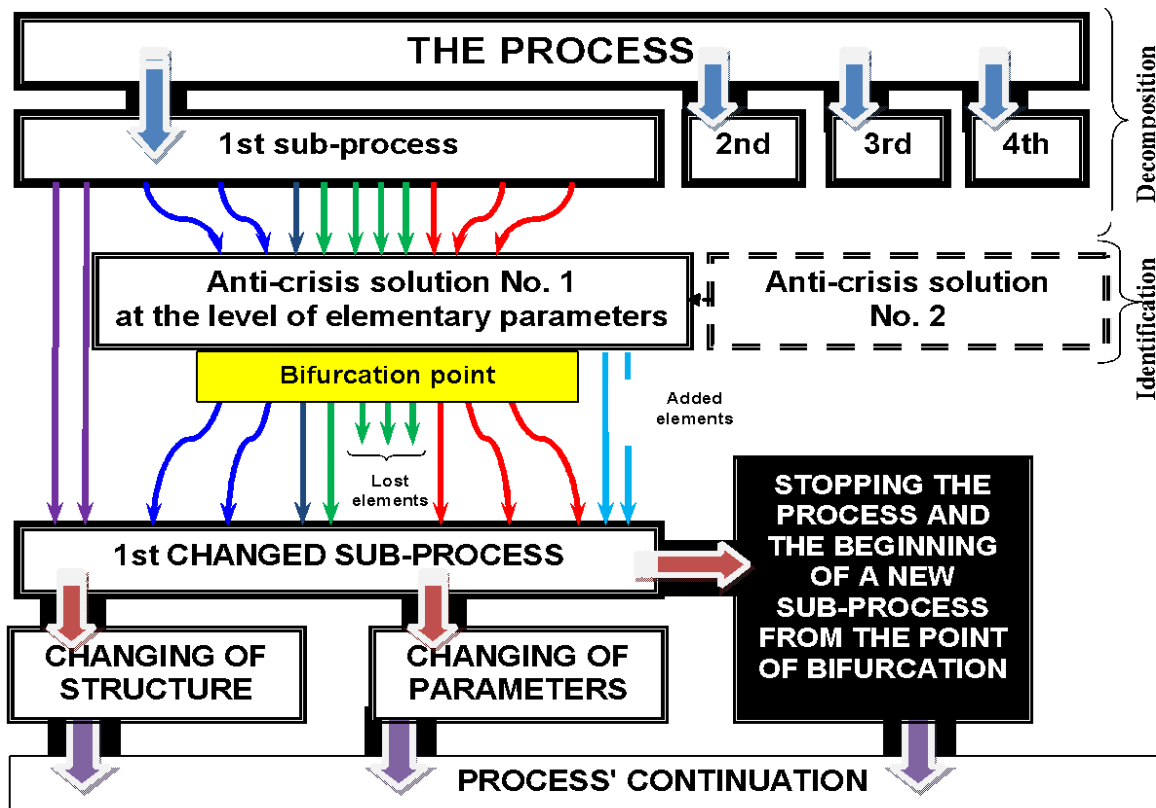 THE PROCESS
1st sub-process
2nd
3rd
4th
Decomposition
Anti-crisis solution No. 1
at the level of elementary parameters
Anti-crisis solution
No. 2
Identification
Bifurcation point
Added
elements
Lost
elements
1st CHANGED SUB-PROCESS
STOPPING THE
PROCESS AND
THE BEGINNING
OF A NEW
SUB-PROCESS
FROM THE POINT
OF BIFURCATION
CHANGING OF
STRUCTURE
CHANGING OF
PARAMETERS
PROCESS' CONTINUATION